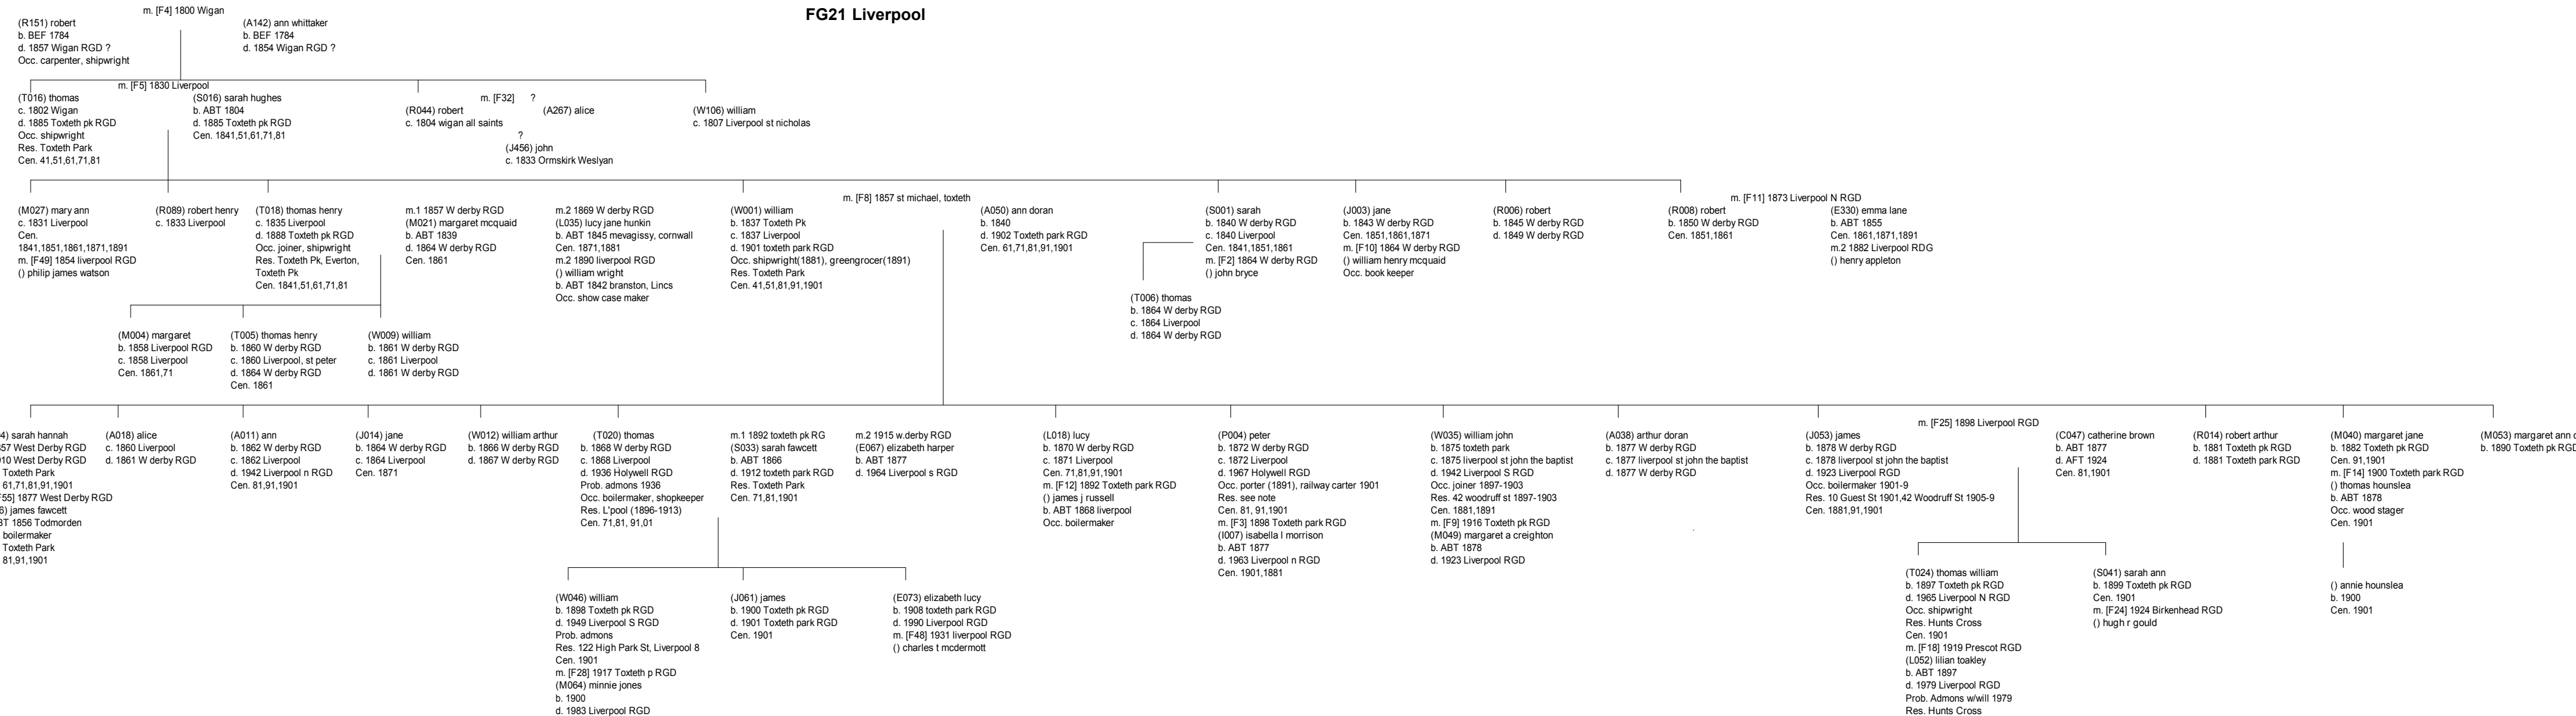 FG21 Liverpool
m. [F4] 1800 Wigan
(R151) robert
b. BEF 1784
d. 1857 Wigan RGD ?
Occ. carpenter, shipwright
(A142) ann whittaker
b. BEF 1784
d. 1854 Wigan RGD ?
m. [F5] 1830 Liverpool
(T016) thomas
c. 1802 Wigan
d. 1885 Toxteth pk RGD
Occ. shipwright
Res. Toxteth Park
Cen. 41,51,61,71,81
(S016) sarah hughes
b. ABT 1804
d. 1885 Toxteth pk RGD
Cen. 1841,51,61,71,81
m. [F32] ?
(R044) robert
c. 1804 wigan all saints
(A267) alice
?
(J456) john
c. 1833 Ormskirk Weslyan
(W106) william
c. 1807 Liverpool st nicholas
(M027) mary ann
c. 1831 Liverpool
Cen.
1841,1851,1861,1871,1891
m. [F49] 1854 liverpool RGD
() philip james watson
(R089) robert henry
c. 1833 Liverpool
(T018) thomas henry
c. 1835 Liverpool
d. 1888 Toxteth pk RGD
Occ. joiner, shipwright
Res. Toxteth Pk, Everton,
Toxteth Pk
Cen. 1841,51,61,71,81
m.1 1857 W derby RGD
(M021) margaret mcquaid
b. ABT 1839
d. 1864 W derby RGD
Cen. 1861
m.2 1869 W derby RGD
(L035) lucy jane hunkin
b. ABT 1845 mevagissy, cornwall
Cen. 1871,1881
m.2 1890 liverpool RGD
() william wright
b. ABT 1842 branston, Lincs
Occ. show case maker
m. [F8] 1857 st michael, toxteth
(W001) william
b. 1837 Toxteth Pk
c. 1837 Liverpool
d. 1901 toxteth park RGD
Occ. shipwright(1881), greengrocer(1891)
Res. Toxteth Park
Cen. 41,51,81,91,1901
(A050) ann doran
b. 1840
d. 1902 Toxteth park RGD
Cen. 61,71,81,91,1901
(S001) sarah
b. 1840 W derby RGD
c. 1840 Liverpool
Cen. 1841,1851,1861
m. [F2] 1864 W derby RGD
() john bryce
(J003) jane
b. 1843 W derby RGD
Cen. 1851,1861,1871
m. [F10] 1864 W derby RGD
() william henry mcquaid
Occ. book keeper
(R006) robert
b. 1845 W derby RGD
d. 1849 W derby RGD
m. [F11] 1873 Liverpool N RGD
(R008) robert
b. 1850 W derby RGD
Cen. 1851,1861
(E330) emma lane
b. ABT 1855
Cen. 1861,1871,1891
m.2 1882 Liverpool RDG
() henry appleton
(T006) thomas
b. 1864 W derby RGD
c. 1864 Liverpool
d. 1864 W derby RGD
(M004) margaret
b. 1858 Liverpool RGD
c. 1858 Liverpool
Cen. 1861,71
(T005) thomas henry
b. 1860 W derby RGD
c. 1860 Liverpool, st peter
d. 1864 W derby RGD
Cen. 1861
(W009) william
b. 1861 W derby RGD
c. 1861 Liverpool
d. 1861 W derby RGD
4) sarah hannah
57 West Derby RGD
10 West Derby RGD
Toxteth Park
61,71,81,91,1901
55] 1877 West Derby RGD
6) james fawcett
BT 1856 Todmorden
boilermaker
Toxteth Park
81,91,1901
(A018) alice
c. 1860 Liverpool
d. 1861 W derby RGD
(A011) ann
b. 1862 W derby RGD
c. 1862 Liverpool
d. 1942 Liverpool n RGD
Cen. 81,91,1901
(J014) jane
b. 1864 W derby RGD
c. 1864 Liverpool
Cen. 1871
(W012) william arthur
b. 1866 W derby RGD
d. 1867 W derby RGD
(T020) thomas
b. 1868 W derby RGD
c. 1868 Liverpool
d. 1936 Holywell RGD
Prob. admons 1936
Occ. boilermaker, shopkeeper
Res. L'pool (1896-1913)
Cen. 71,81, 91,01
m.1 1892 toxteth pk RG
(S033) sarah fawcett
b. ABT 1866
d. 1912 toxteth park RGD
Res. Toxteth Park
Cen. 71,81,1901
m.2 1915 w.derby RGD
(E067) elizabeth harper
b. ABT 1877
d. 1964 Liverpool s RGD
(L018) lucy
b. 1870 W derby RGD
c. 1871 Liverpool
Cen. 71,81,91,1901
m. [F12] 1892 Toxteth park RGD
() james j russell
b. ABT 1868 liverpool
Occ. boilermaker
(P004) peter
b. 1872 W derby RGD
c. 1872 Liverpool
d. 1967 Holywell RGD
Occ. porter (1891), railway carter 1901
Res. see note
Cen. 81, 91,1901
m. [F3] 1898 Toxteth park RGD
(I007) isabella l morrison
b. ABT 1877
d. 1963 Liverpool n RGD
Cen. 1901,1881
(W035) william john
b. 1875 toxteth park
c. 1875 liverpool st john the baptist
d. 1942 Liverpool S RGD
Occ. joiner 1897-1903
Res. 42 woodruff st 1897-1903
Cen. 1881,1891
m. [F9] 1916 Toxteth pk RGD
(M049) margaret a creighton
b. ABT 1878
d. 1923 Liverpool RGD
(A038) arthur doran
b. 1877 W derby RGD
c. 1877 liverpool st john the baptist
d. 1877 W derby RGD
m. [F25] 1898 Liverpool RGD
(J053) james
b. 1878 W derby RGD
c. 1878 liverpool st john the baptist
d. 1923 Liverpool RGD
Occ. boilermaker 1901-9
Res. 10 Guest St 1901,42 Woodruff St 1905-9
Cen. 1881,91,1901
(C047) catherine brown
b. ABT 1877
d. AFT 1924
Cen. 81,1901
(R014) robert arthur
b. 1881 Toxteth pk RGD
d. 1881 Toxteth park RGD
(M040) margaret jane
b. 1882 Toxteth pk RGD
Cen. 91,1901
m. [F14] 1900 Toxteth park RGD
() thomas hounslea
b. ABT 1878
Occ. wood stager
Cen. 1901
(M053) margaret ann
b. 1890 Toxteth pk RGD
(W046) william
b. 1898 Toxteth pk RGD
d. 1949 Liverpool S RGD
Prob. admons
Res. 122 High Park St, Liverpool 8
Cen. 1901
m. [F28] 1917 Toxteth p RGD
(M064) minnie jones
b. 1900
d. 1983 Liverpool RGD
(J061) james
b. 1900 Toxteth pk RGD
d. 1901 Toxteth park RGD
Cen. 1901
(E073) elizabeth lucy
b. 1908 toxteth park RGD
d. 1990 Liverpool RGD
m. [F48] 1931 liverpool RGD
() charles t mcdermott
(T024) thomas william
b. 1897 Toxteth pk RGD
d. 1965 Liverpool N RGD
Occ. shipwright
Res. Hunts Cross
Cen. 1901
m. [F18] 1919 Prescot RGD
(L052) lilian toakley
b. ABT 1897
d. 1979 Liverpool RGD
Prob. Admons w/will 1979
Res. Hunts Cross
(S041) sarah ann
b. 1899 Toxteth pk RGD
Cen. 1901
m. [F24] 1924 Birkenhead RGD
() hugh r gould
() annie hounslea
b. 1900
Cen. 1901